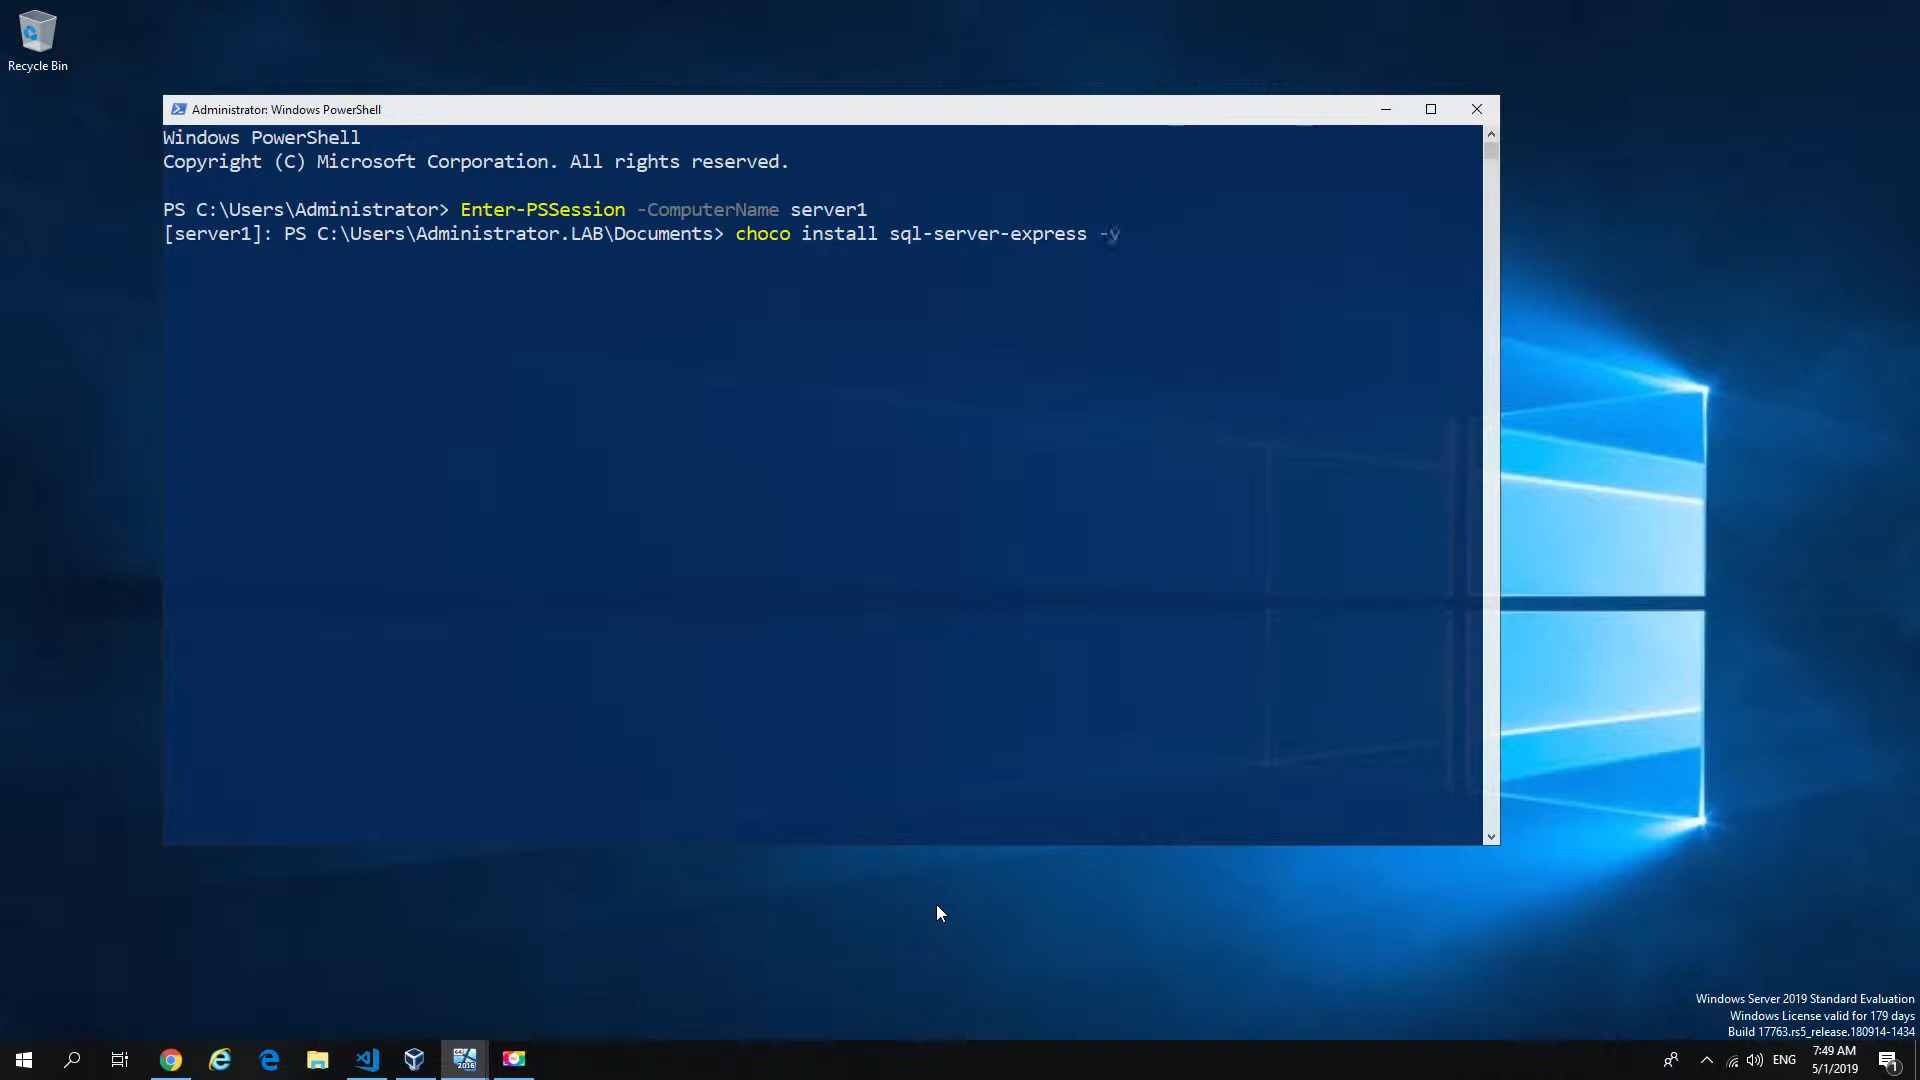 Recycle Bin
Administrator: Windows PowerShell
Windows PowerShell
Copyright (C) Microsoft Corporation. All rights reserved.
PS C:\Users\Administrator> Enter-PSSession -ComputerName server1
[server1]: PS C:\Users\Administrator.LAB\Documents> choco install sql-server-express -y
Windows Server 2019 Standard Evaluation
Windows License valid for 179 days
Build 17763.rs5_release.180914-1434
ENG
7:49 AM
5/1/2019
1